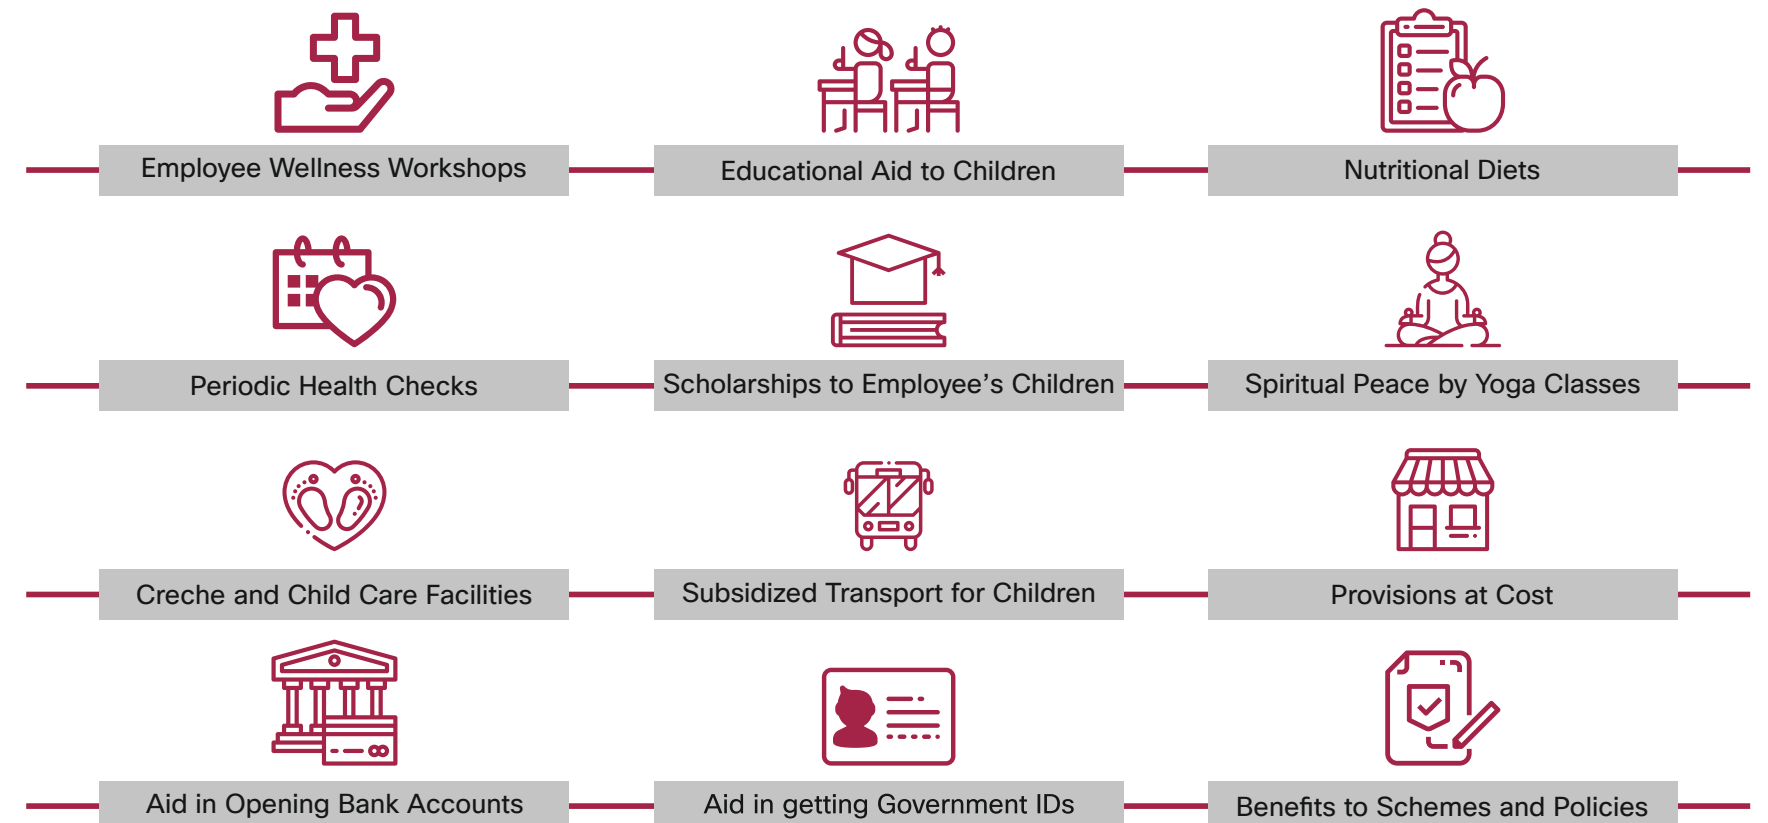 Employee Wellness Workshops
Educational Aid to Children
Nutritional Diets
Periodic Health Checks
Scholarships to Employee’s Children
Spiritual Peace by Yoga Classes
Creche and Child Care Facilities
Subsidized Transport for Children
Provisions at Cost
Aid in Opening Bank Accounts
Aid in getting Government IDs
Benefits to Schemes and Policies